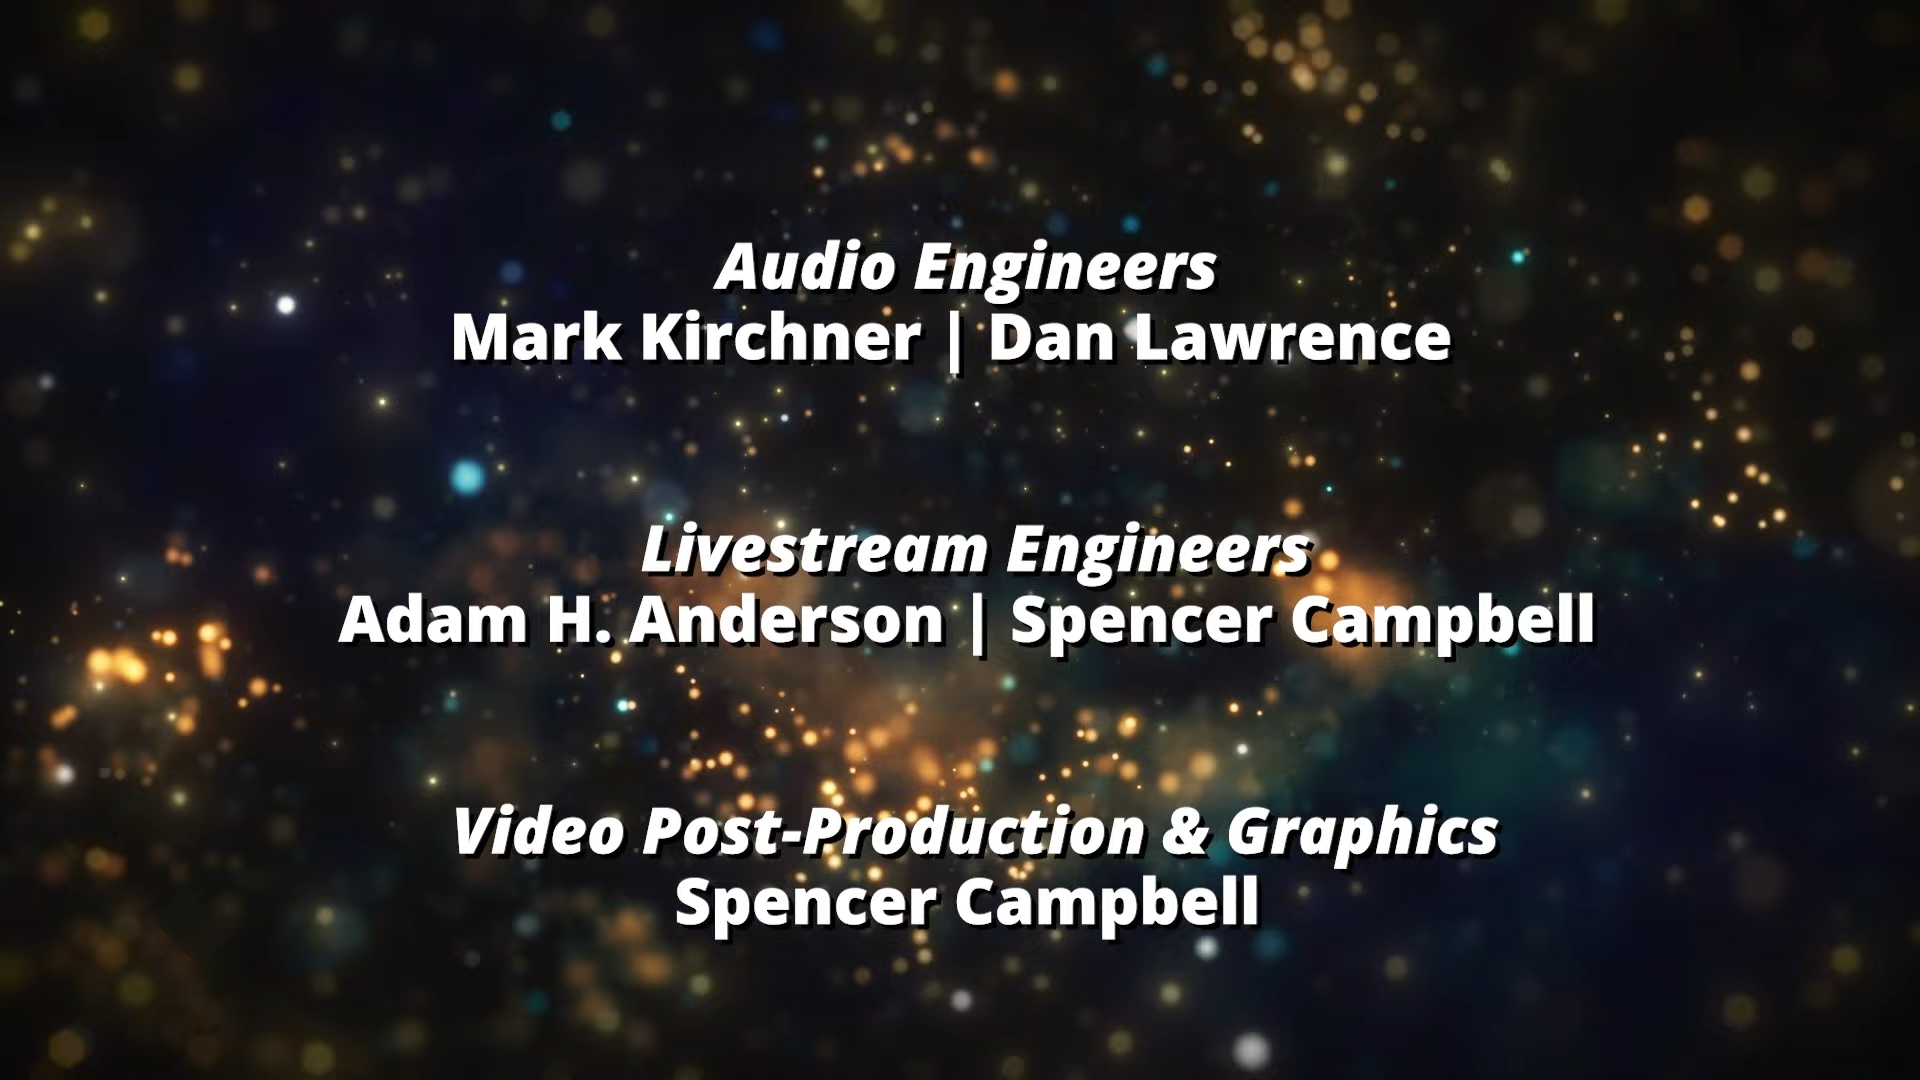 Audio Engineers
Mark Kirchner | Dan Lawrence
Livestream Engineers
Adam H. Anderson | Spencer Campbell
Video Post-Production & Graphics
Spencer Campbell